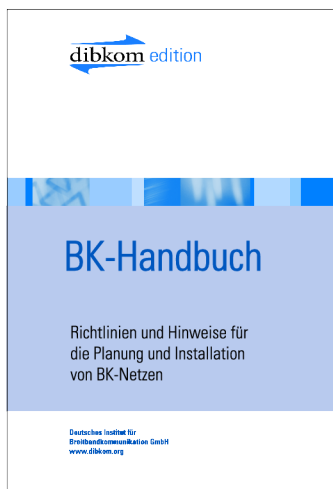 dibkom edition
BK-Handbuch
Richtlinien und Hinweise für
die Planung und Installation
von BK-Netzen
Deutsches Institut für
Breitbandkommunikation GmbH
www.dibkom.org